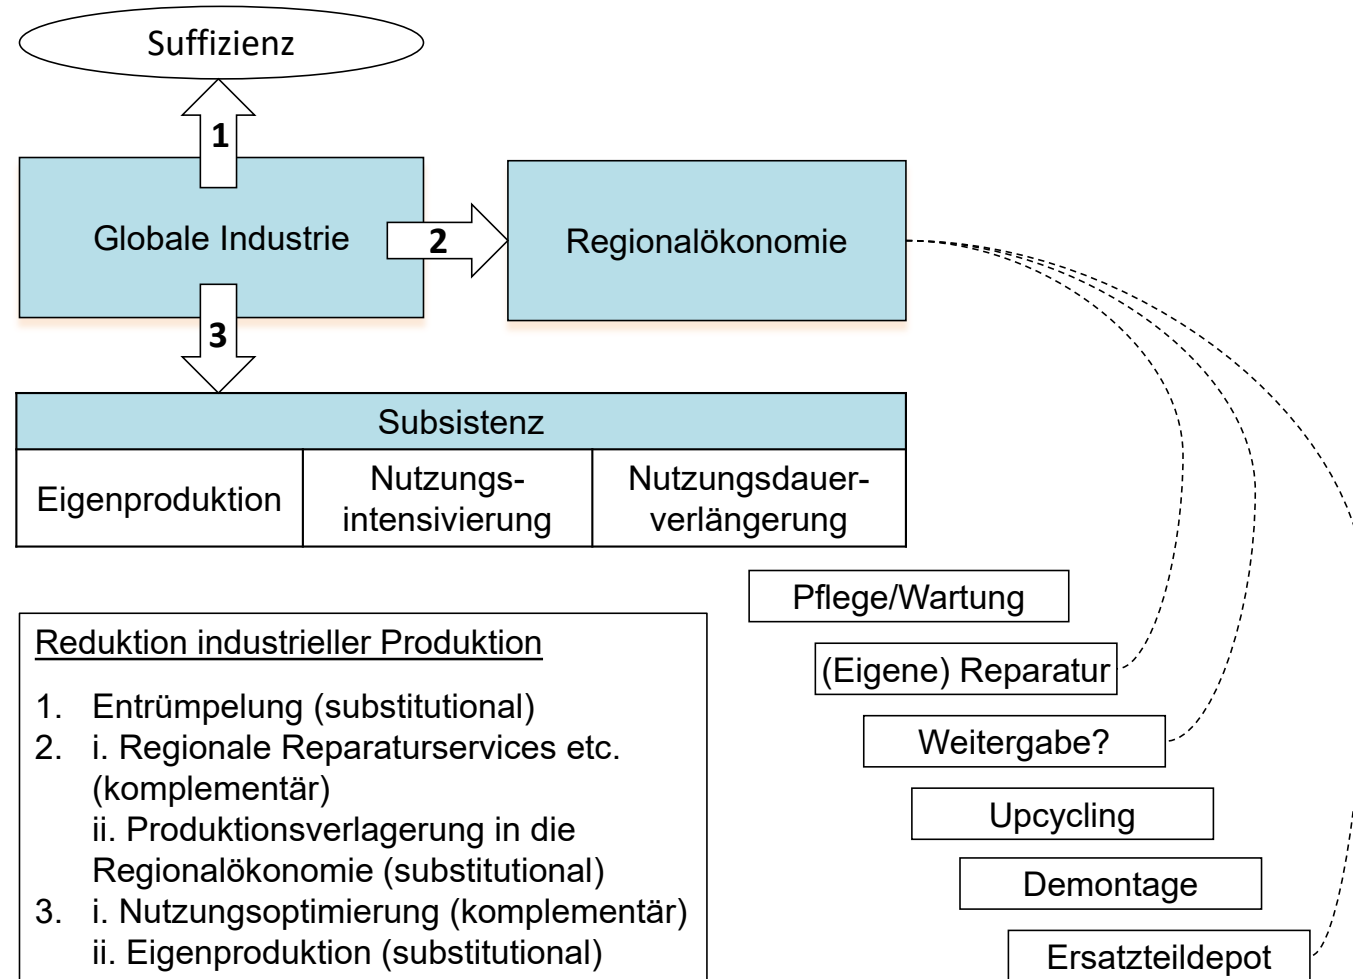 Suffizienz
1
Globale Industrie
2
Regionalökonomie
3
Subsistenz
Eigenproduktion
Nutzungs-
intensivierung
Nutzungsdauer-
verlängerung
Pflege/Wartung
(Eigene) Reparatur
Weitergabe?
Upcycling
Demontage
Ersatzteildepot
Reduktion industrieller Produktion
1. Entrümpelung (substitutional)
2. i. Regionale Reparaturservices etc.
(komplementär)
ii. Produktionsverlagerung in die
Regionalökonomie (substitutional)
3. i. Nutzungsoptimierung (komplementär)
ii. Eigenproduktion (substitutional)